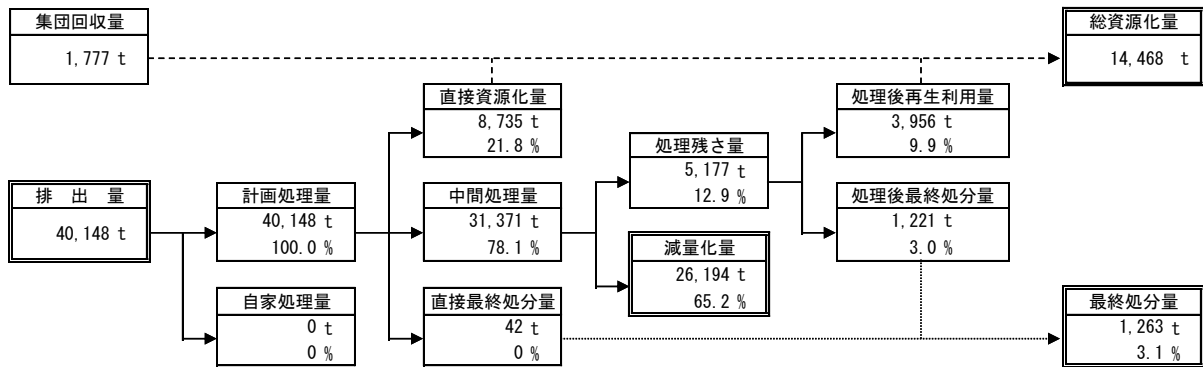 集団回収量
1,777 t
総資源化量
14,468 t
直接資源化量
8,735 t
21.8 %
処理後再生利用量
3,956 t
9.9 %
処理残さ量
5,177 t
12.9 %
排 出 量
40,148 t
計画処理量
40,148 t
100.0 %
中間処理量
31,371 t
78.1 %
処理後最終処分量
1,221 t
3.0 %
減量化量
26,194 t
65.2 %
自家処理量
0 t
0 %
直接最終処分量
42 t
0 %
最終処分量
1,263 t
3.1 %